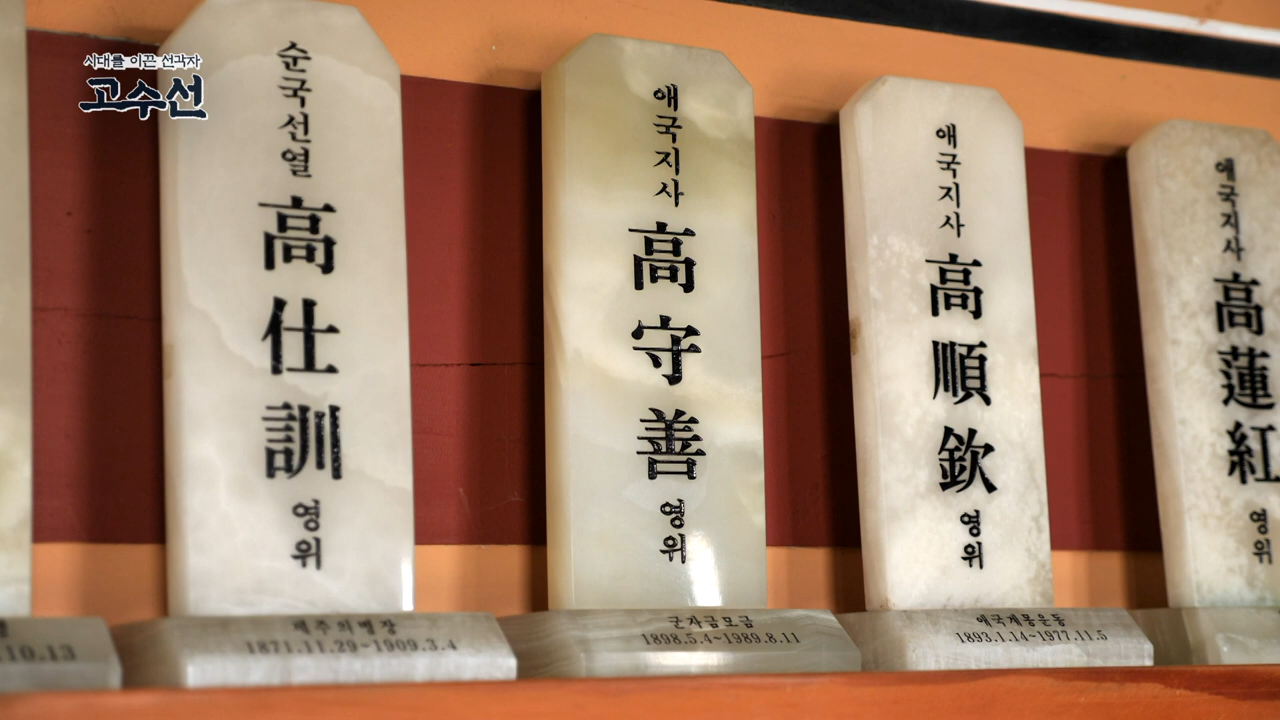 시대를 이끈 선각자
고수선
10.13
순국선열
高仕訓
영위
제주의병장
1871.11.29~1909.3.4
애국지사
高守善
영위
군자금모금
1898.5.4~1989.8.11
애국지사
高順欽
영위
애국계몽운동
1893.1.14~1977.11.5
애국지사
高蓮紅
영위